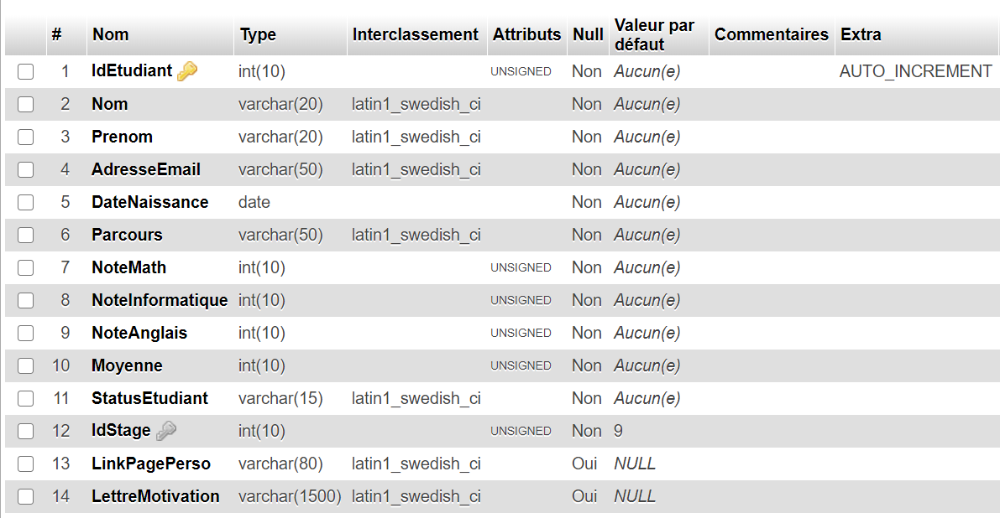 # Nom Type Interclassement Attributs Null Valeur par défaut Commentaires Extra
1 IdEtudiant int(10) UNSIGNED Non Aucun(e) AUTO_INCREMENT
2 Nom varchar(20) latin1_swedish_ci Non Aucun(e)
3 Prenom varchar(20) latin1_swedish_ci Non Aucun(e)
4 AdresseEmail varchar(50) latin1_swedish_ci Non Aucun(e)
5 DateNaissance date Non Aucun(e)
6 Parcours varchar(50) latin1_swedish_ci Non Aucun(e)
7 NoteMath int(10) UNSIGNED Non Aucun(e)
8 NoteInformatique int(10) UNSIGNED Non Aucun(e)
9 NoteAnglais int(10) UNSIGNED Non Aucun(e)
10 Moyenne int(10) UNSIGNED Non Aucun(e)
11 StatusEtudiant varchar(15) latin1_swedish_ci Non Aucun(e)
12 IdStage int(10) UNSIGNED Non 9
13 LinkPagePerso varchar(80) latin1_swedish_ci Oui NULL
14 LettreMotivation varchar(1500) latin1_swedish_ci Oui NULL